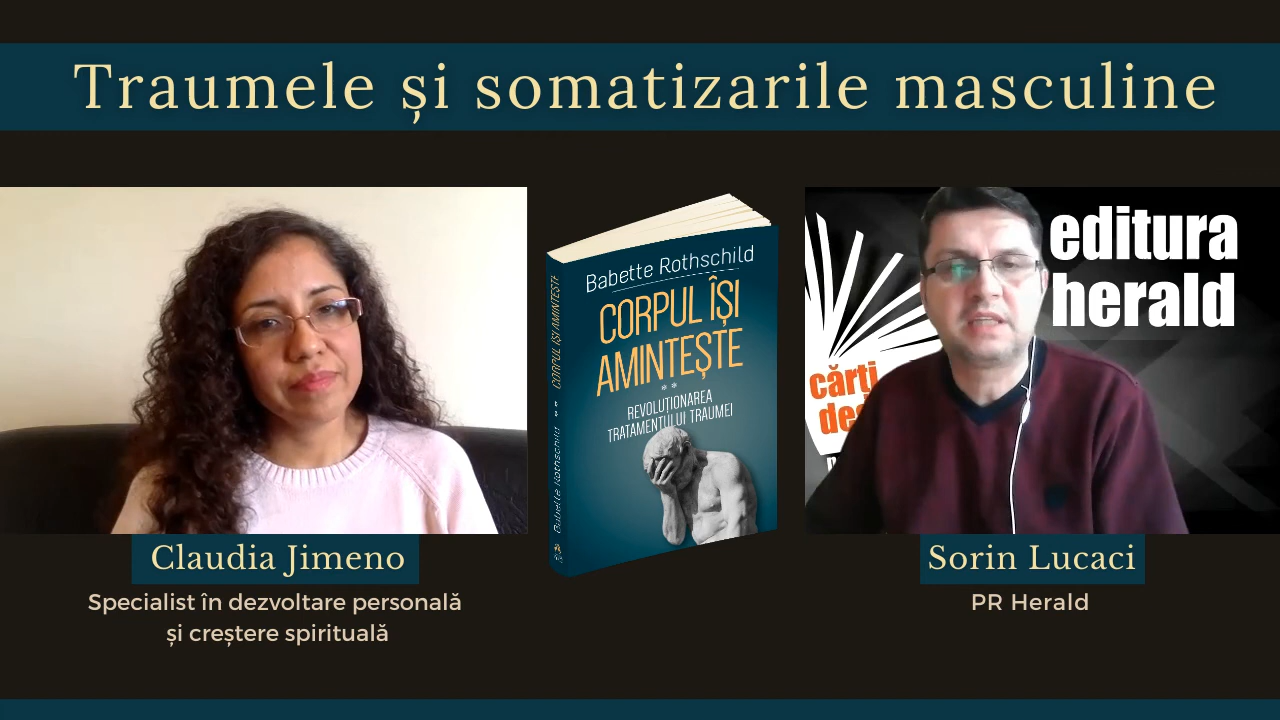 Traumele și somatizarile masculine
Babette Rothschild
CORPUL ÎȘI
AMINTEȘTE
**
REVOLUȚIONAREA
TRATAMENTULUI TRAUMEI
Babette Rothschild ** CORPUL ÎȘI AMINTEȘTE
editura
herald
cărți
Claudia Jimeno
Specialist în dezvoltare personală
și creștere spirituală
Sorin Lucaci
PR Herald